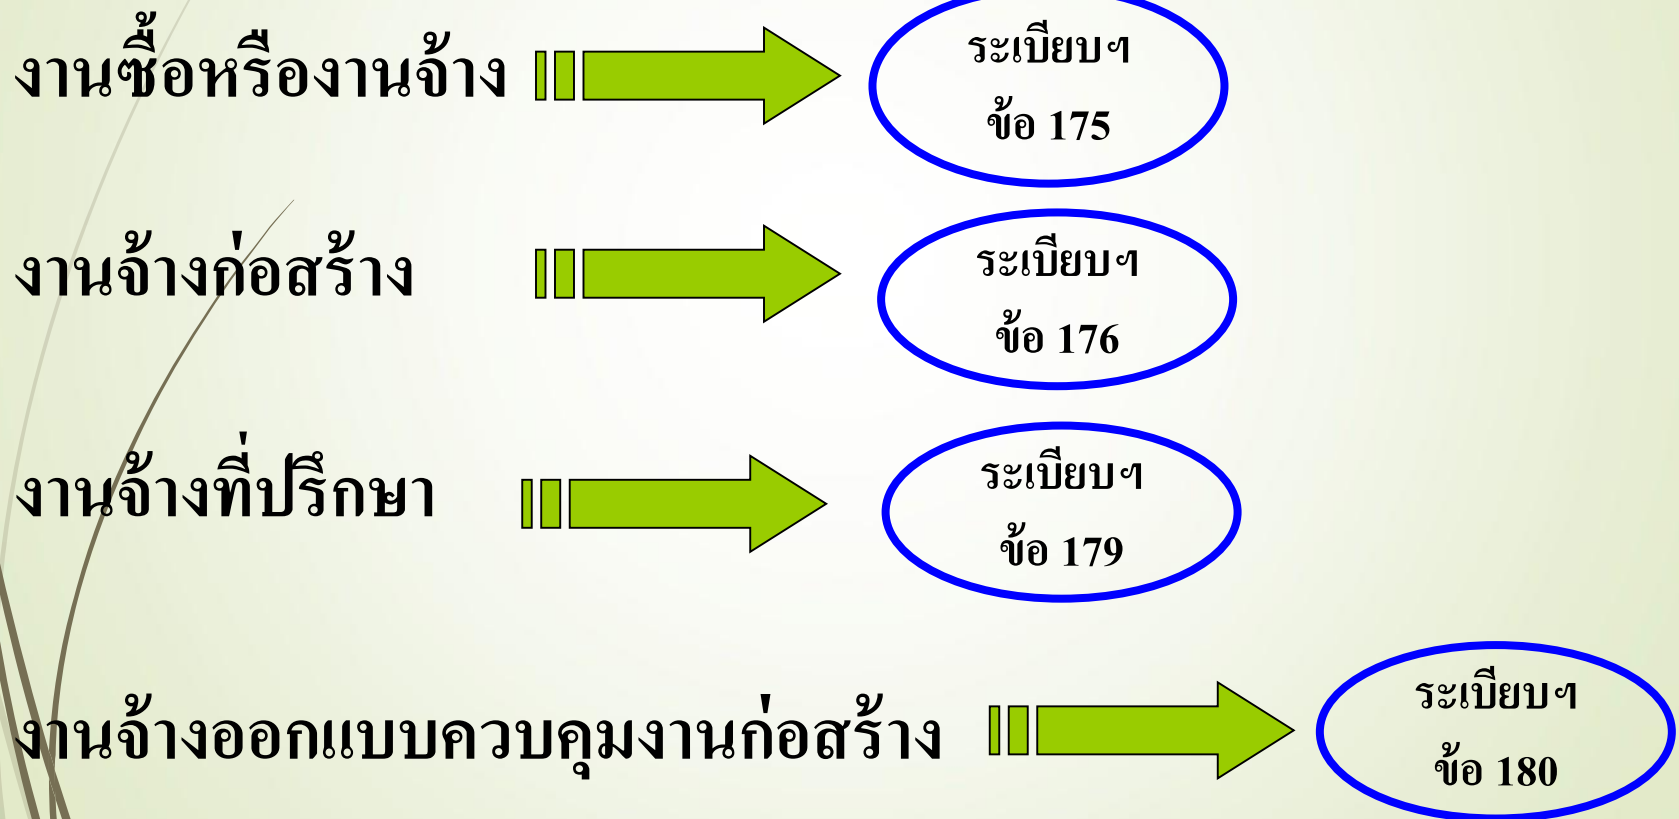 งานซื้อหรืองานจ้าง
ระเบียบฯ
ข้อ 175
งานจ้างก่อสร้าง
ระเบียบฯ
ข้อ 176
งานจ้างที่ปรึกษา
ระเบียบฯ
ข้อ 179
งานจ้างออกแบบควบคุมงานก่อสร้าง
ระเบียบฯ
ข้อ 180